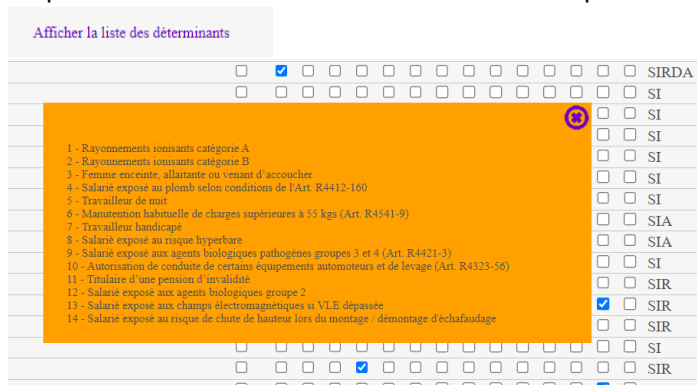 Afficher la liste des déterminants
SIRDA
SI
SI
SI
SI
SI
SI
SIA
SIA
SI
SIR
SIR
SIR
SI
SIR
1 - Rayonnements ionisants catégorie A
2 - Rayonnements ionisants catégorie B
3 - Femme enceinte, allaitante ou venant d'accoucher
4 - Salarié exposé au plomb selon conditions de l'Art. R4412-160
5 - Travailleur de nuit
6 - Manutention habituelle de charges supérieures à 55 kgs (Art. R4541-9)
7 - Travailleur handicapé
8 - Salarié exposé au risque hyperbare
9 - Salarié exposé aux agents biologiques pathogènes groupes 3 et 4 (Art. R4421-3)
10 - Autorisation de conduite de certains équipements automoteurs et de levage (Art. R4323-56)
11 - Titulaire d'une pension d'invalidité
12 - Salarié exposé aux agents biologiques groupe 2
13 - Salarié exposé aux champs électromagnètiques si VLE dépassée
14 - Salarié exposé au risque de chute de hauteur lors du montage / démontage d'échafaudage